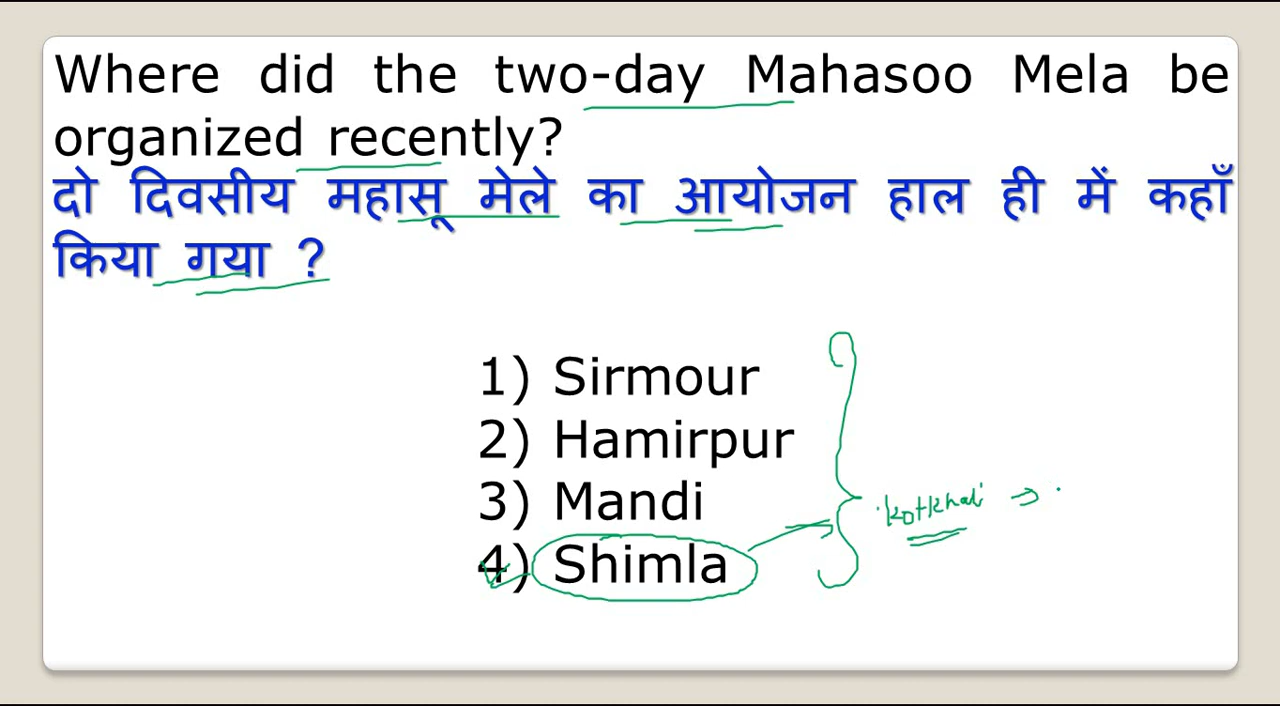 Where did the two-day Mahasoo Mela be
organized recently?
दो दिवसीय महासू मेले का आयोजन हाल ही में कहाँ
किया गया ?
1) Sirmour
2) Hamirpur
3) Mandi
4) Shimla
kotkhai →